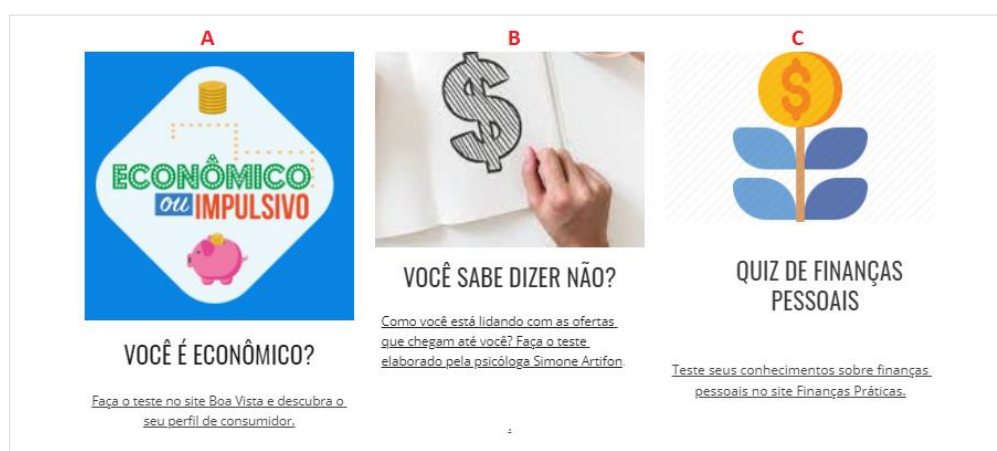 A
ECONÔMICO
ou IMPULSIVO
VOCÊ É ECONÔMICO?
Faça o teste no site Boa Vista e descubra o
seu perfil de consumidor.
B
$
VOCÊ SABE DIZER NÃO?
Como você está lidando com as ofertas
que chegam até você? Faça o teste
elaborado pela psicóloga Simone Artifon.
.
C
$
QUIZ DE FINANÇAS
PESSOAIS
Teste seus conhecimentos sobre finanças
pessoais no site Finanças Práticas.